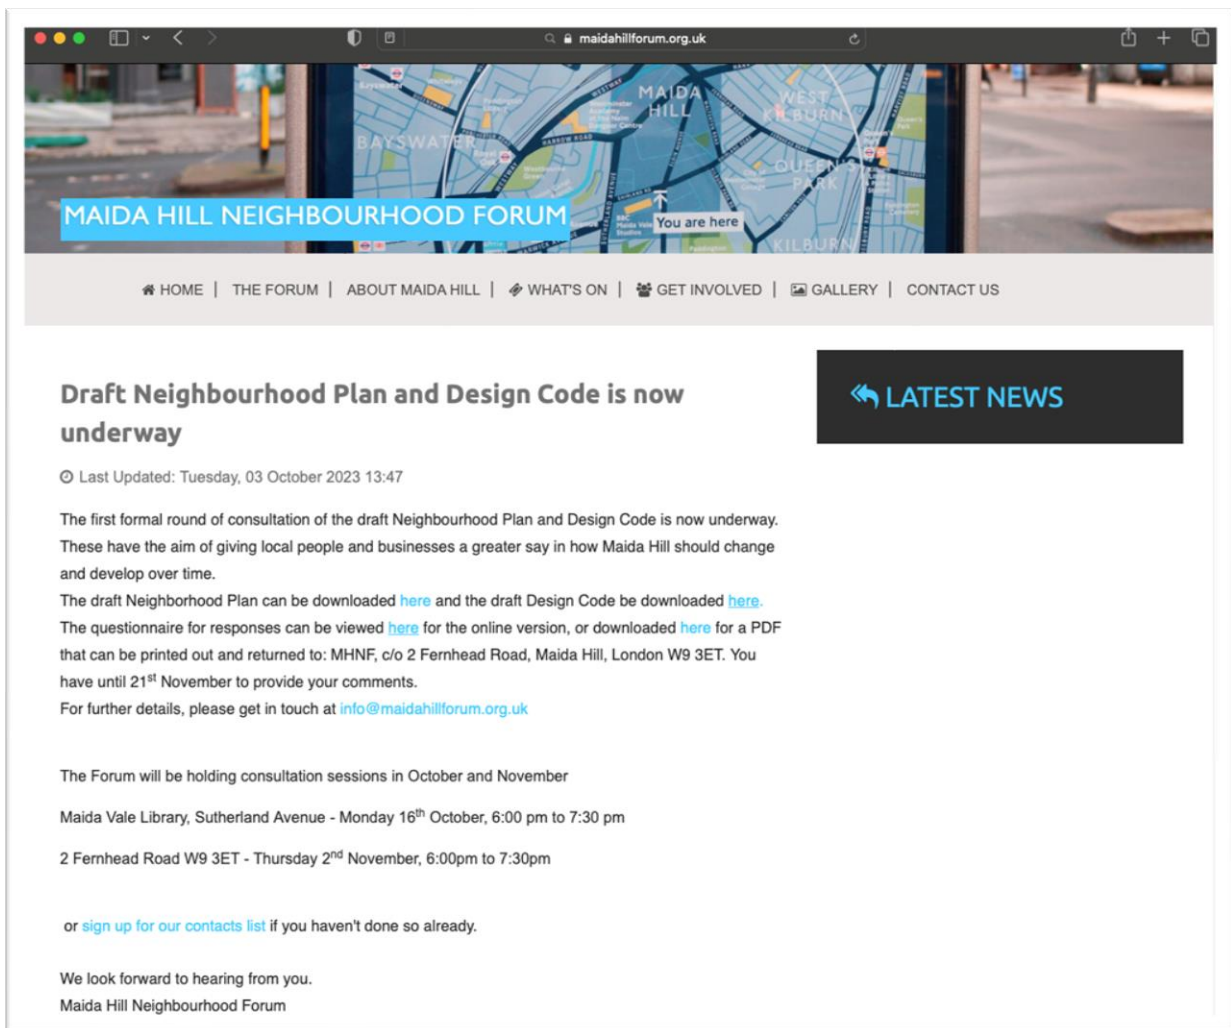 maidahillforum.org.uk
MAIDA HILL
WEST KILBURN
BAYSWATER
QUEEN'S PARK
HARROW ROAD
You are here
KILBURN
MAIDA HILL NEIGHBOURHOOD FORUM
HOME | THE FORUM | ABOUT MAIDA HILL | WHAT'S ON | GET INVOLVED | GALLERY | CONTACT US
Draft Neighbourhood Plan and Design Code is now
underway
LATEST NEWS
Last Updated: Tuesday, 03 October 2023 13:47
The first formal round of consultation of the draft Neighbourhood Plan and Design Code is now underway.
These have the aim of giving local people and businesses a greater say in how Maida Hill should change
and develop over time.
The draft Neighborhood Plan can be downloaded here and the draft Design Code be downloaded here.
The questionnaire for responses can be viewed here for the online version, or downloaded here for a PDF
that can be printed out and returned to: MHNF, c/o 2 Fernhead Road, Maida Hill, London W9 3ET. You
have until 21st November to provide your comments.
For further details, please get in touch at info@maidahillforum.org.uk
The Forum will be holding consultation sessions in October and November
Maida Vale Library, Sutherland Avenue - Monday 16th October, 6:00 pm to 7:30 pm
2 Fernhead Road W9 3ET - Thursday 2nd November, 6:00pm to 7:30pm
or sign up for our contacts list if you haven't done so already.
We look forward to hearing from you.
Maida Hill Neighbourhood Forum